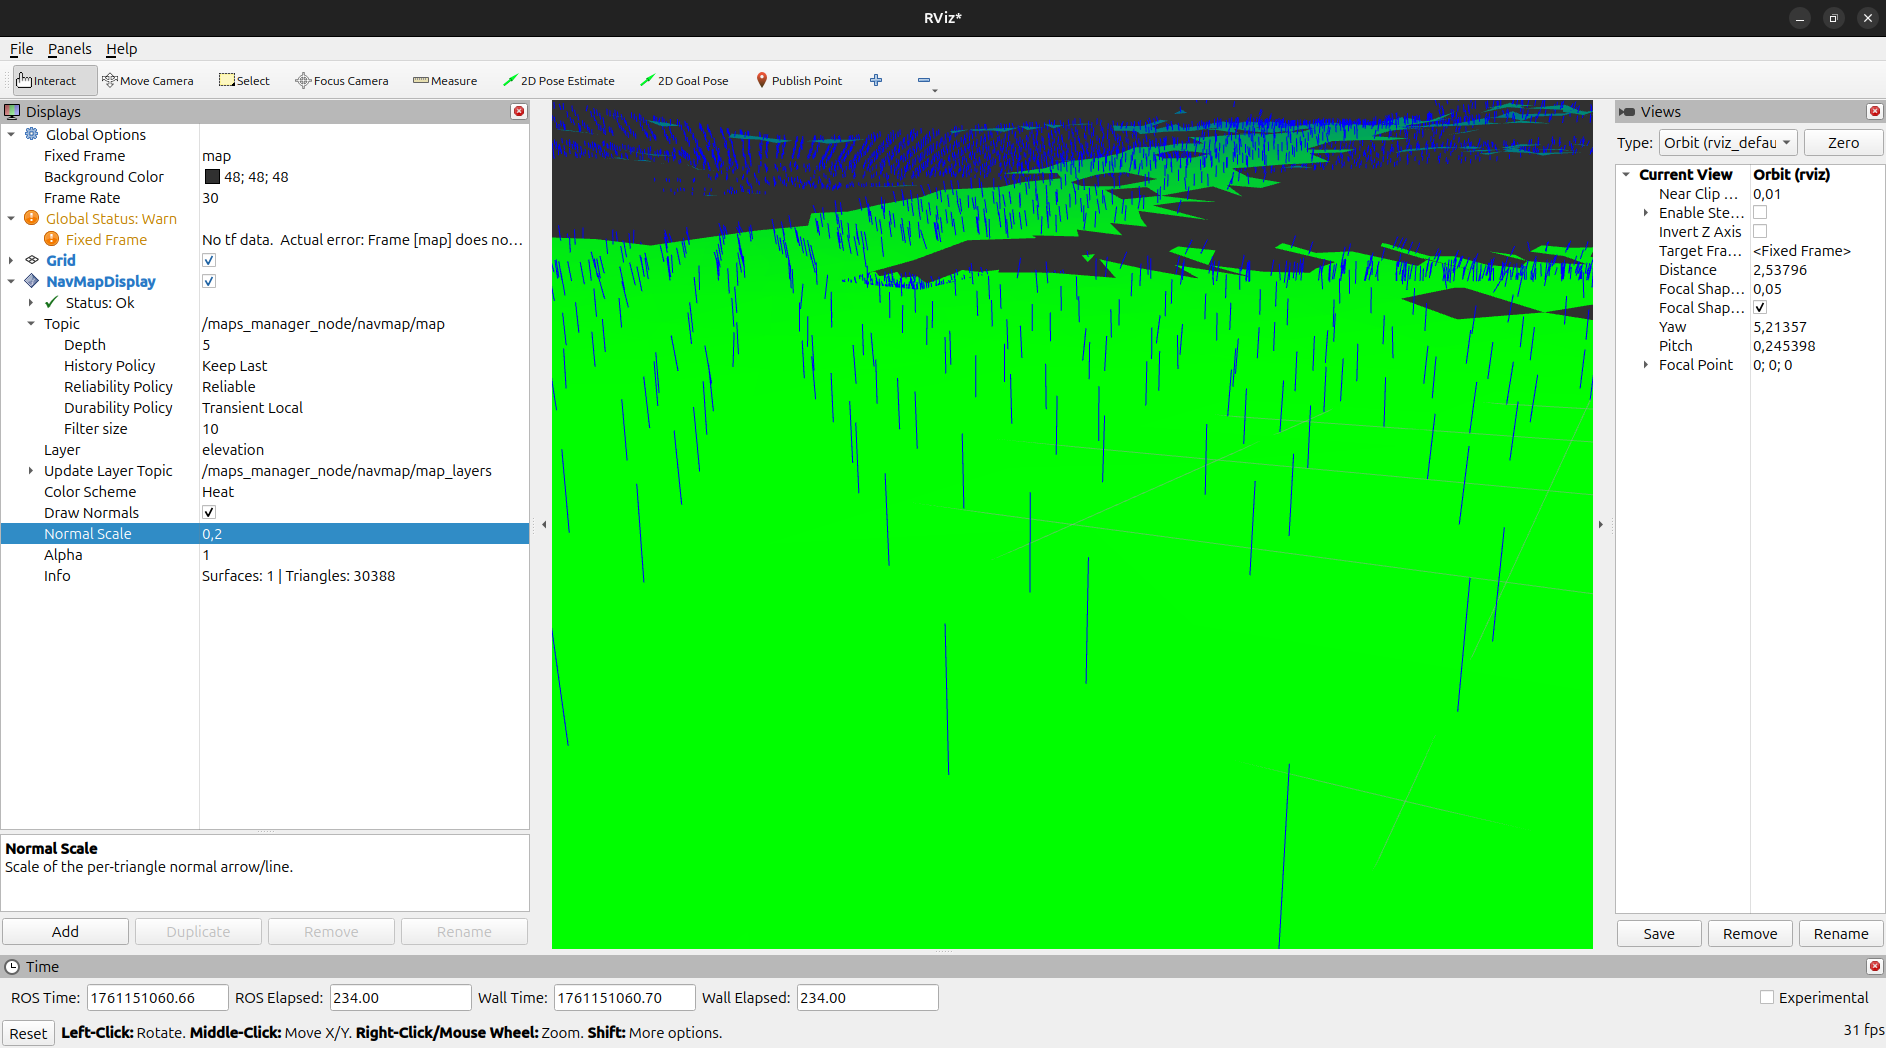 RViz*
File Panels Help
Interact Move Camera Select Focus Camera Measure 2D Pose Estimate 2D Goal Pose Publish Point
Displays
Global Options
Fixed Frame map
Background Color 48; 48; 48
Frame Rate 30
Global Status: Warn
Fixed Frame No tf data. Actual error: Frame [map] does no...
Grid
NavMapDisplay
Status: Ok
Topic /maps_manager_node/navmap/map
Depth 5
History Policy Keep Last
Reliability Policy Reliable
Durability Policy Transient Local
Filter size 10
Layer elevation
Update Layer Topic /maps_manager_node/navmap/map_layers
Color Scheme Heat
Draw Normals
Normal Scale 0,2
Alpha 1
Info Surfaces: 1 | Triangles: 30388
Normal Scale
Scale of the per-triangle normal arrow/line.
Add Duplicate Remove Rename
Views
Type: Orbit (rviz_defau Zero
Current View Orbit (rviz)
Near Clip ... 0,01
Enable Ste...
Invert Z Axis
Target Fra... <Fixed Frame>
Distance 2,53796
Focal Shap... 0,05
Focal Shap...
Yaw 5,21357
Pitch 0,245398
Focal Point 0; 0; 0
Save Remove Rename
Time
ROS Time: 1761151060.66 ROS Elapsed: 234.00 Wall Time: 1761151060.70 Wall Elapsed: 234.00 Experimental
Reset Left-Click: Rotate. Middle-Click: Move X/Y. Right-Click/Mouse Wheel: Zoom. Shift: More options. 31 fps